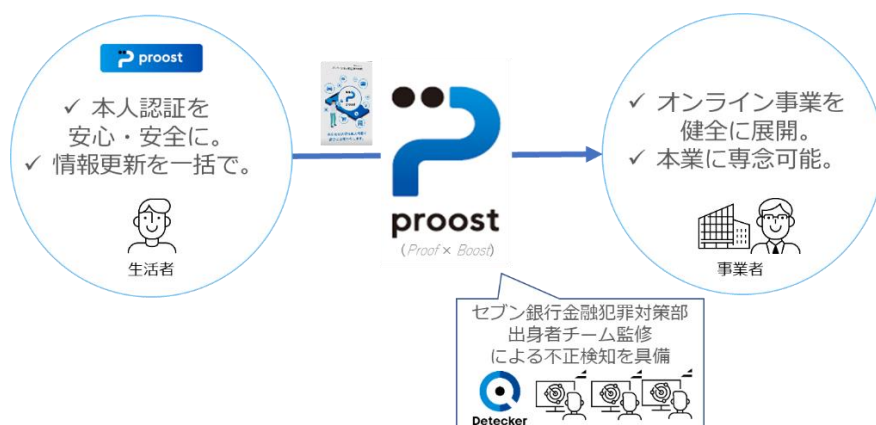 proost
✓ 本人認証を
安心・安全に。
✓ 情報更新を一括で。
生活者
proost
(Proof × Boost)
✓ オンライン事業を
健全に展開。
✓ 本業に専念可能。
事業者
セブン銀行金融犯罪対策部
出身者チーム監修
による不正検知を具備
Detecker